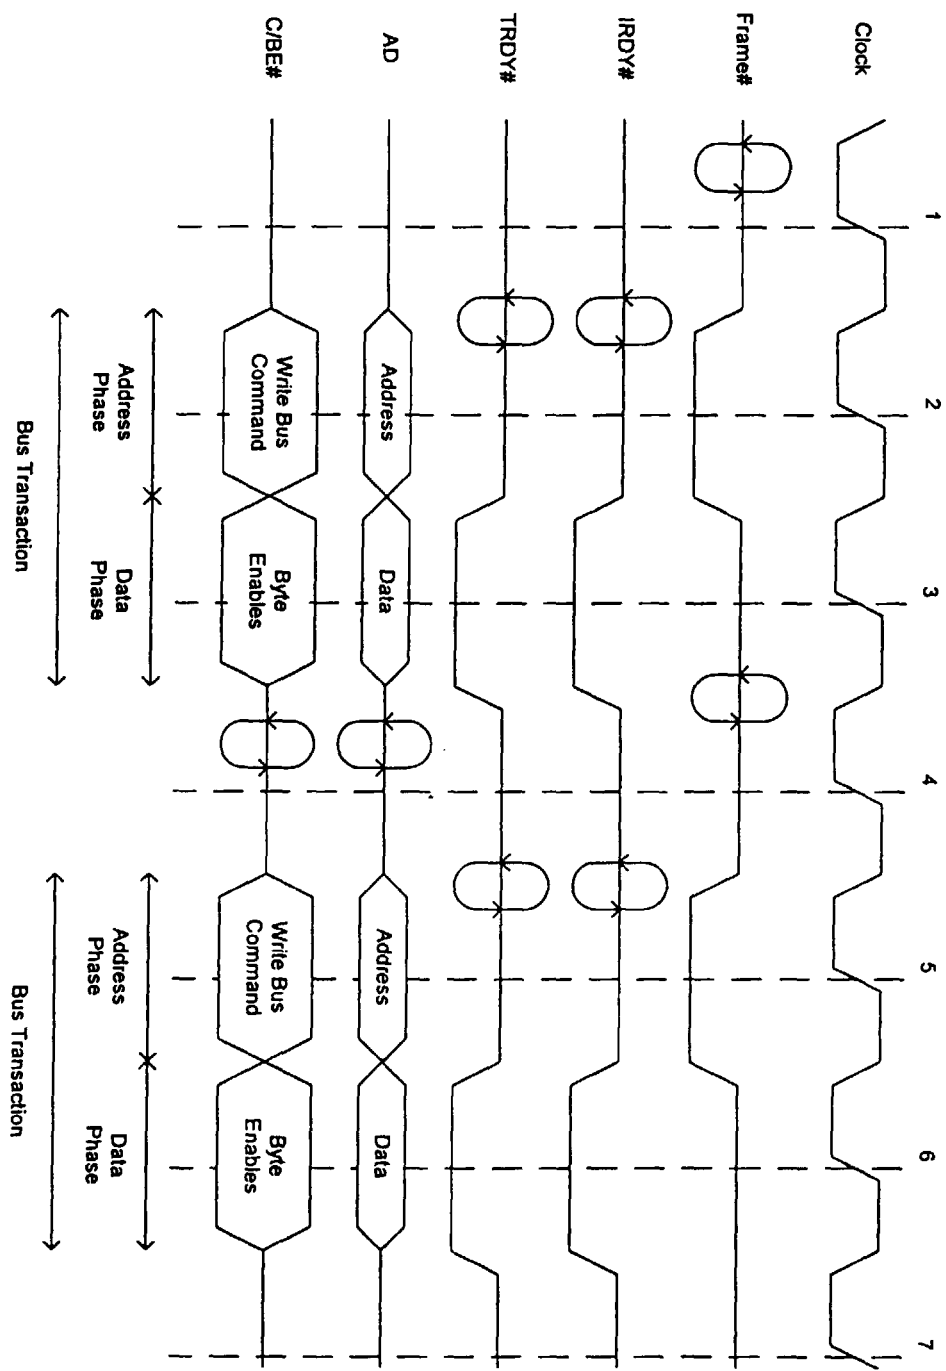 1 2 3 4 5 6 7
Clock
Frame#
IRDY#
TRDY#
AD
Address
Data
Address
Data
C/BE#
Write Bus
Command
Byte
Enables
Write Bus
Command
Byte
Enables
Address
Phase
Data
Phase
Address
Phase
Data
Phase
Bus Transaction
Bus Transaction